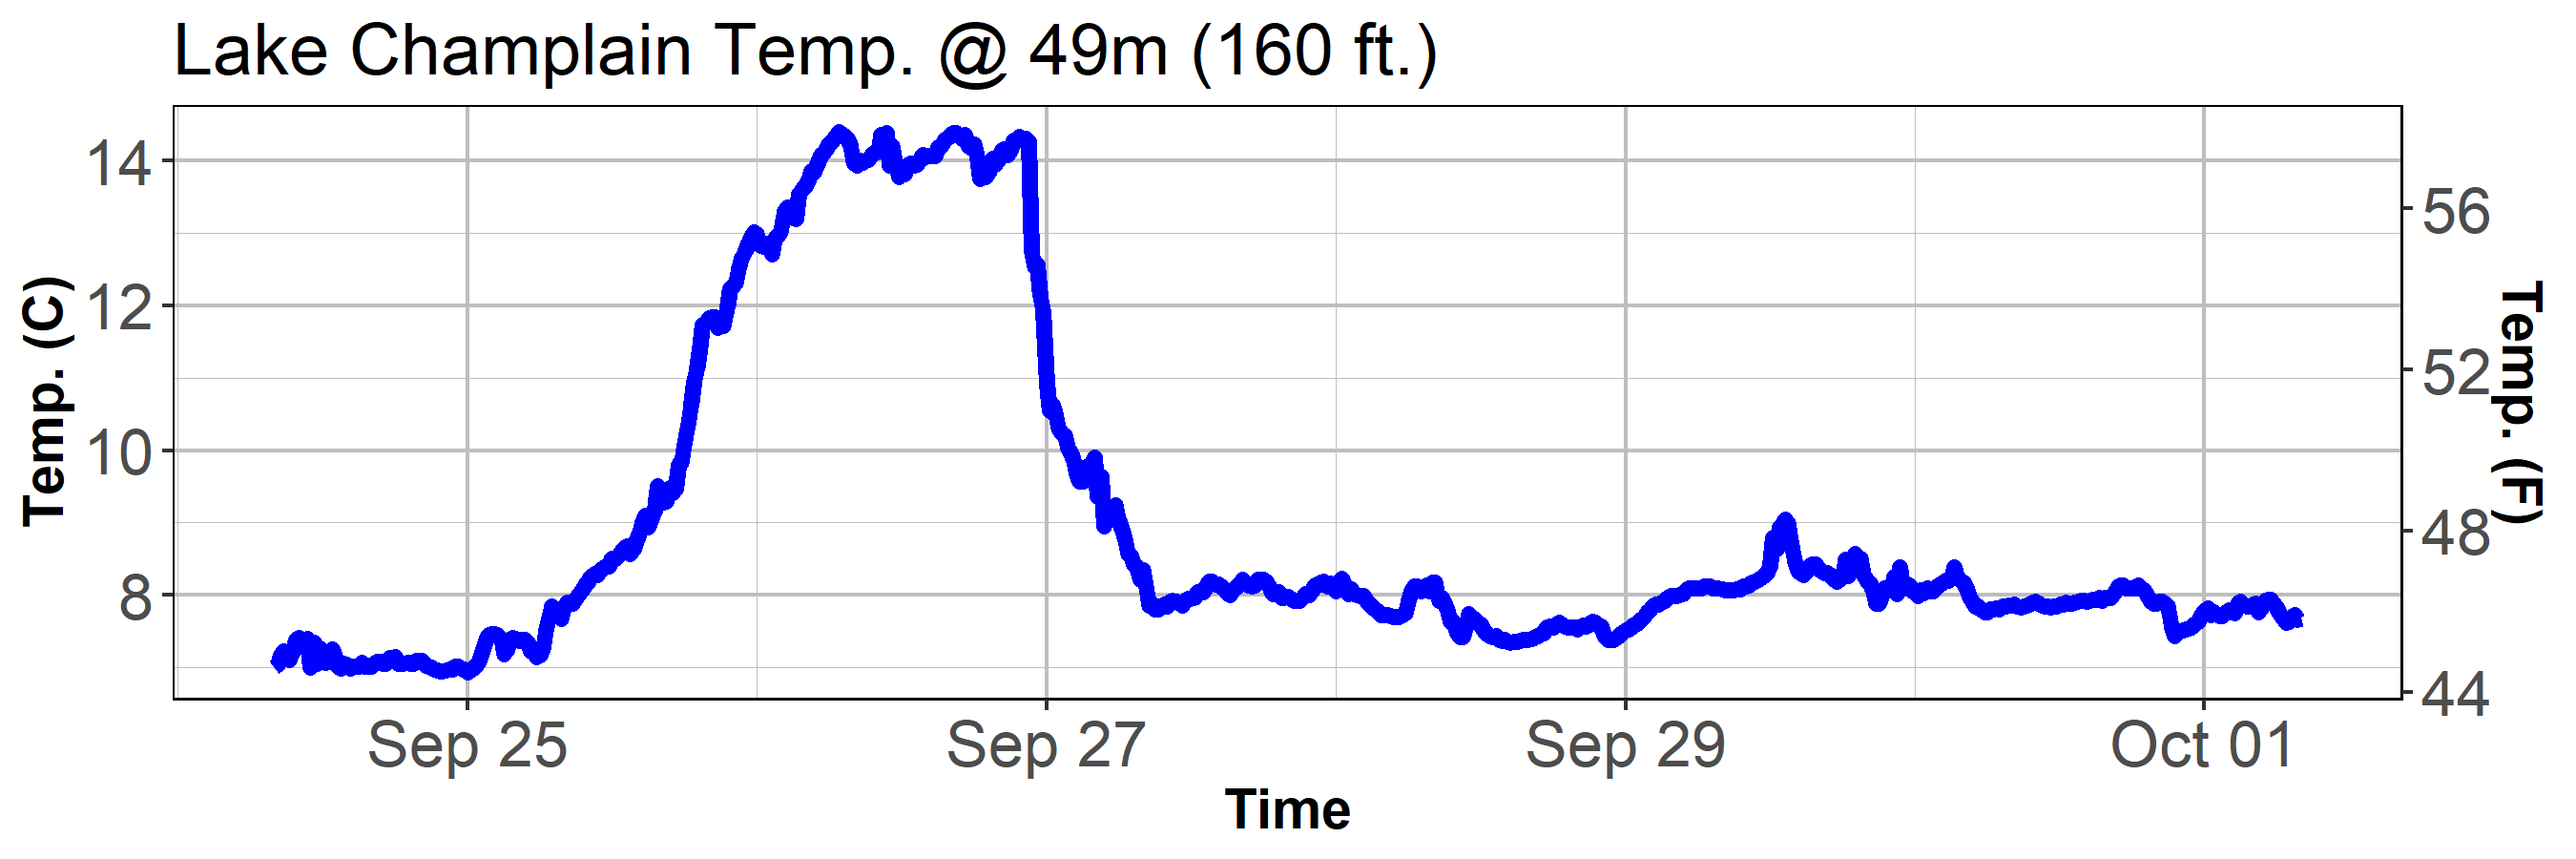 Lake Champlain Temp. @ 49m (160 ft.)
Temp. (C)
14
12
10
8
56
52
48
44
Temp. (F)
Sep 25
Sep 27
Sep 29
Oct 01
Time